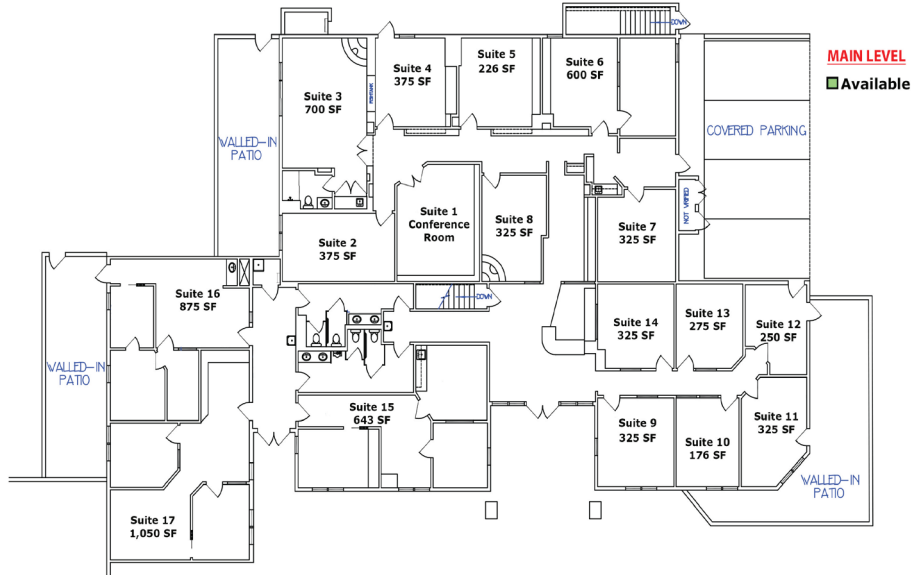 DOWN
MAIN LEVEL
Available
Suite 3
700 SF
FISHTANK
Suite 4
375 SF
Suite 5
226 SF
Suite 6
600 SF
COVERED PARKING
WALLED-IN
PATIO
NOT VERIFIED
Suite 1
Conference
Room
Suite 2
375 SF
Suite 8
325 SF
Suite 7
325 SF
Suite 16
875 SF
DOWN
Suite 14
325 SF
Suite 13
275 SF
Suite 12
250 SF
WALLED-IN
PATIO
Suite 15
643 SF
Suite 9
325 SF
Suite 10
176 SF
Suite 11
325 SF
WALLED-IN
PATIO
Suite 17
1,050 SF